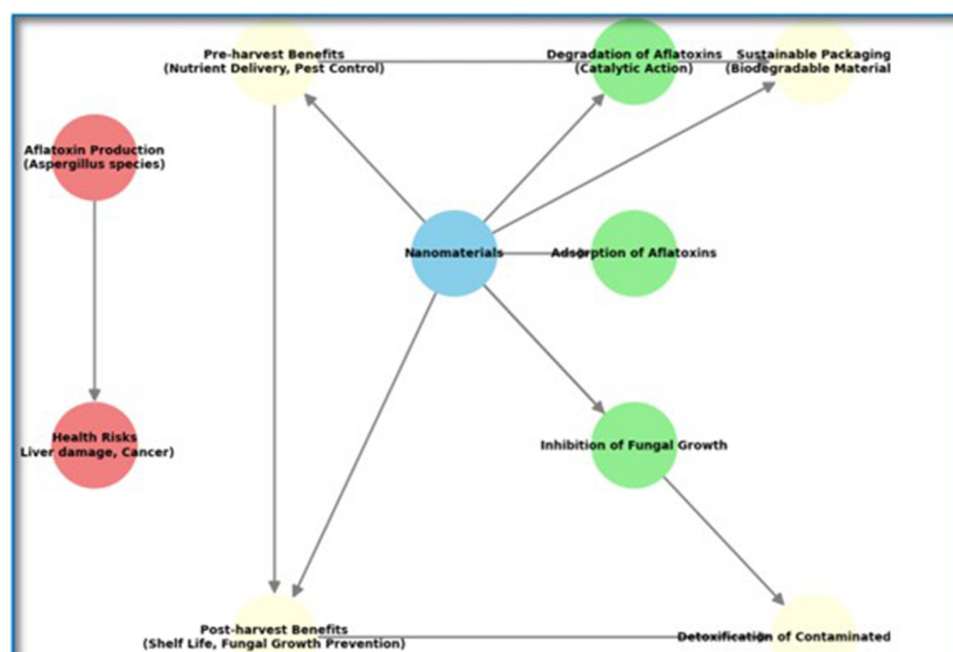 Pre-harvest Benefits
(Nutrient Delivery, Pest Control)
Degradation of Aflatoxins
(Catalytic Action)
Sustainable Packaging
(Biodegradable Material
Aflatoxin Production
(Aspergillus species)
Nanomaterials
Adsorption of Aflatoxins
Health Risks
Liver damage, Cancer)
Inhibition of Fungal Growth
Post-harvest Benefits
(Shelf Life, Fungal Growth Prevention)
Detoxification of Contaminated